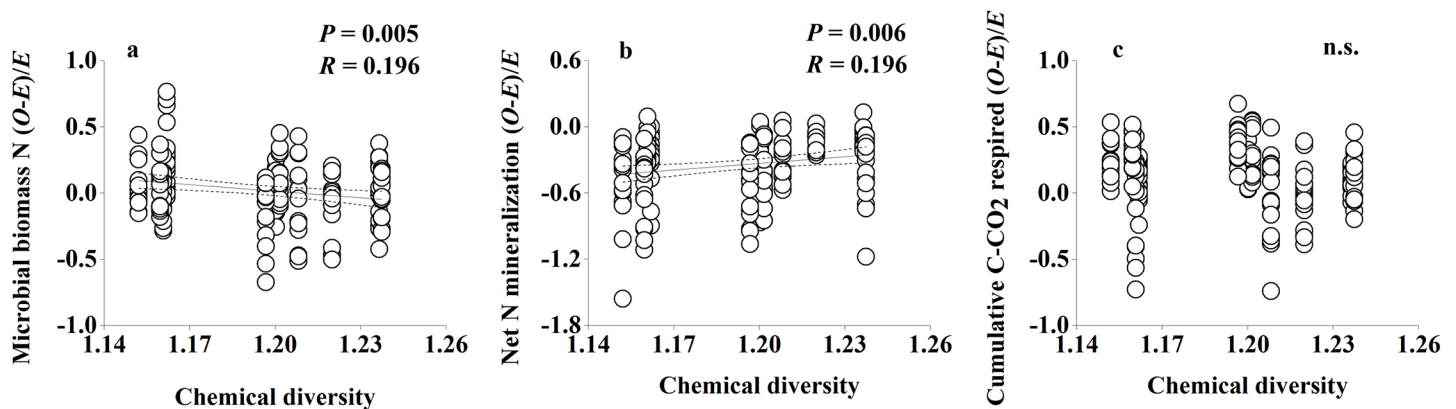 Microbial biomass N (O-E)/E
a
P = 0.005
R = 0.196
1.0
0.5
0.0
-0.5
-1.0
1.14 1.17 1.20 1.23 1.26
Chemical diversity
Net N mineralization (O-E)/E
b
P = 0.006
R = 0.196
0.6
0.0
-0.6
-1.2
-1.8
1.14 1.17 1.20 1.23 1.26
Chemical diversity
Cumulative C-CO2 respired (O-E)/E
c
n.s.
1.0
0.5
0.0
-0.5
-1.0
1.14 1.17 1.20 1.23 1.26
Chemical diversity